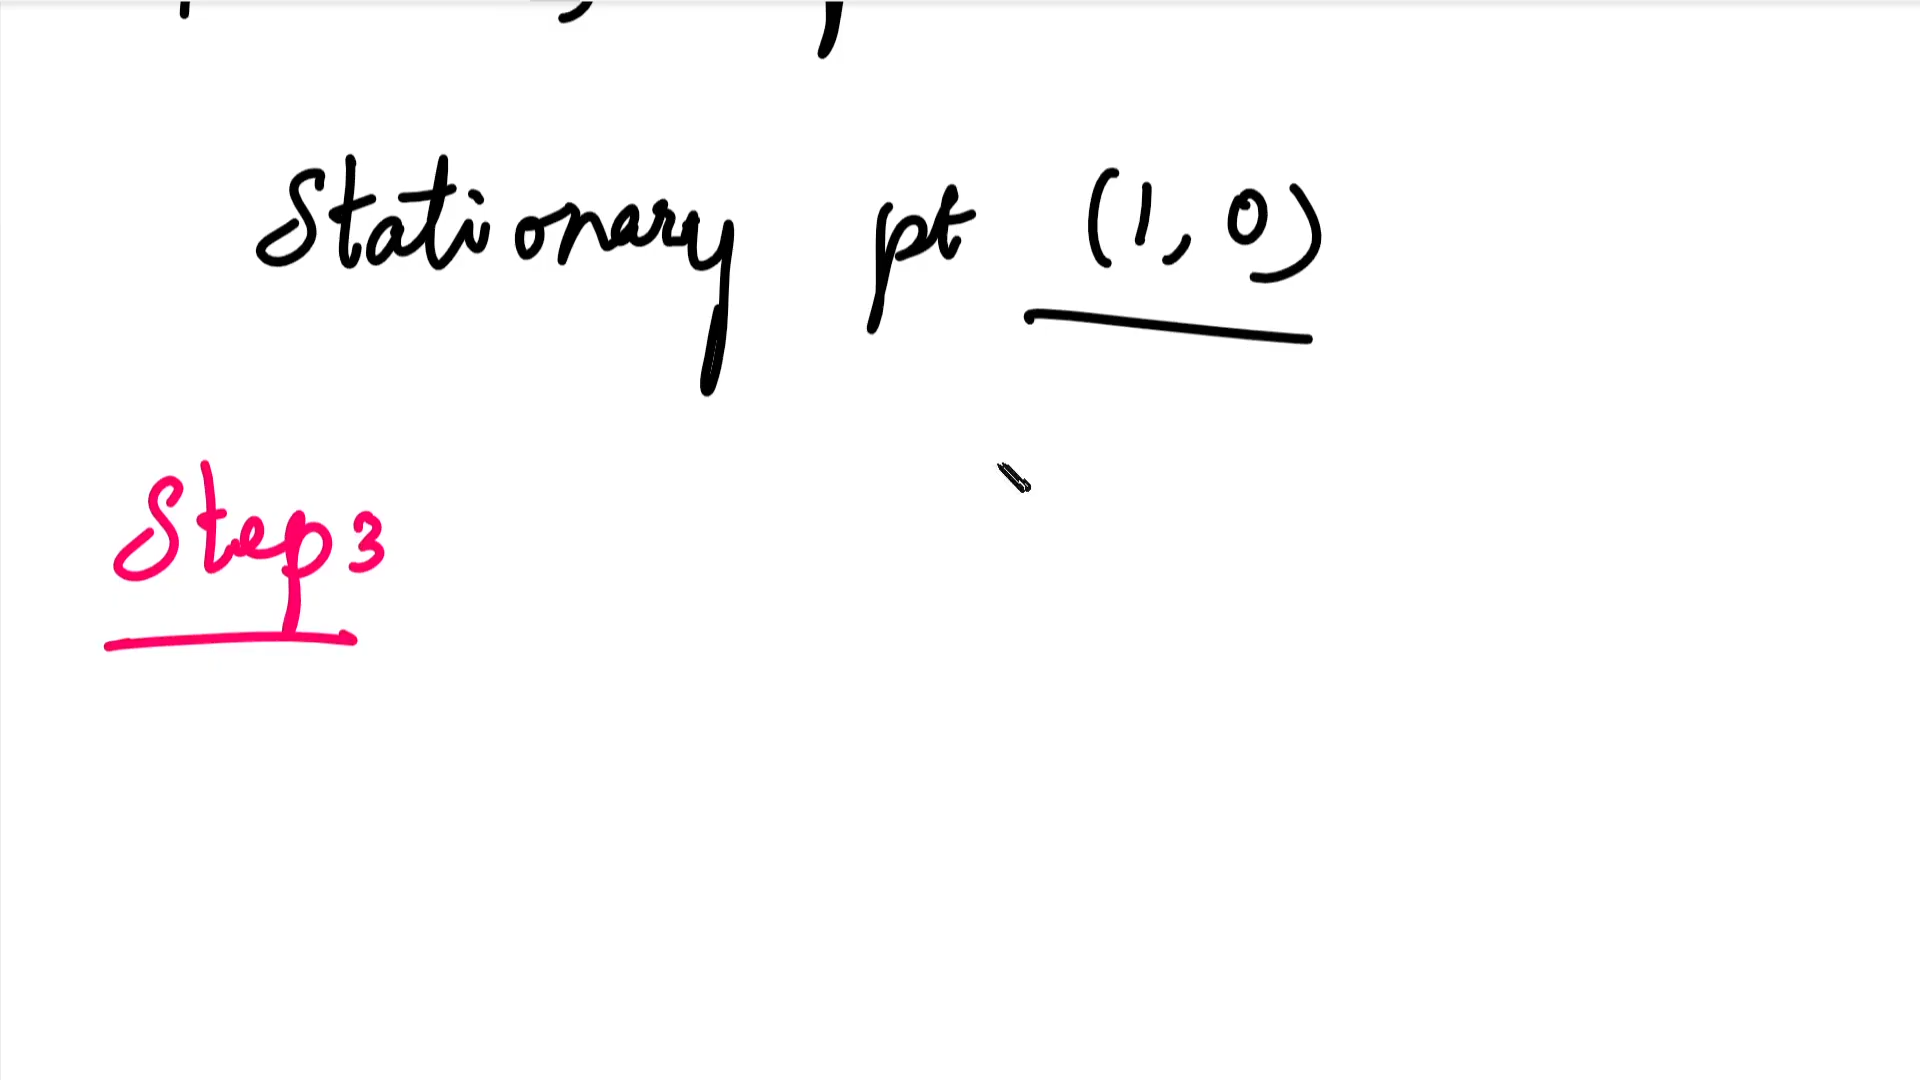 Stationary pt (1, 0)
Step 3